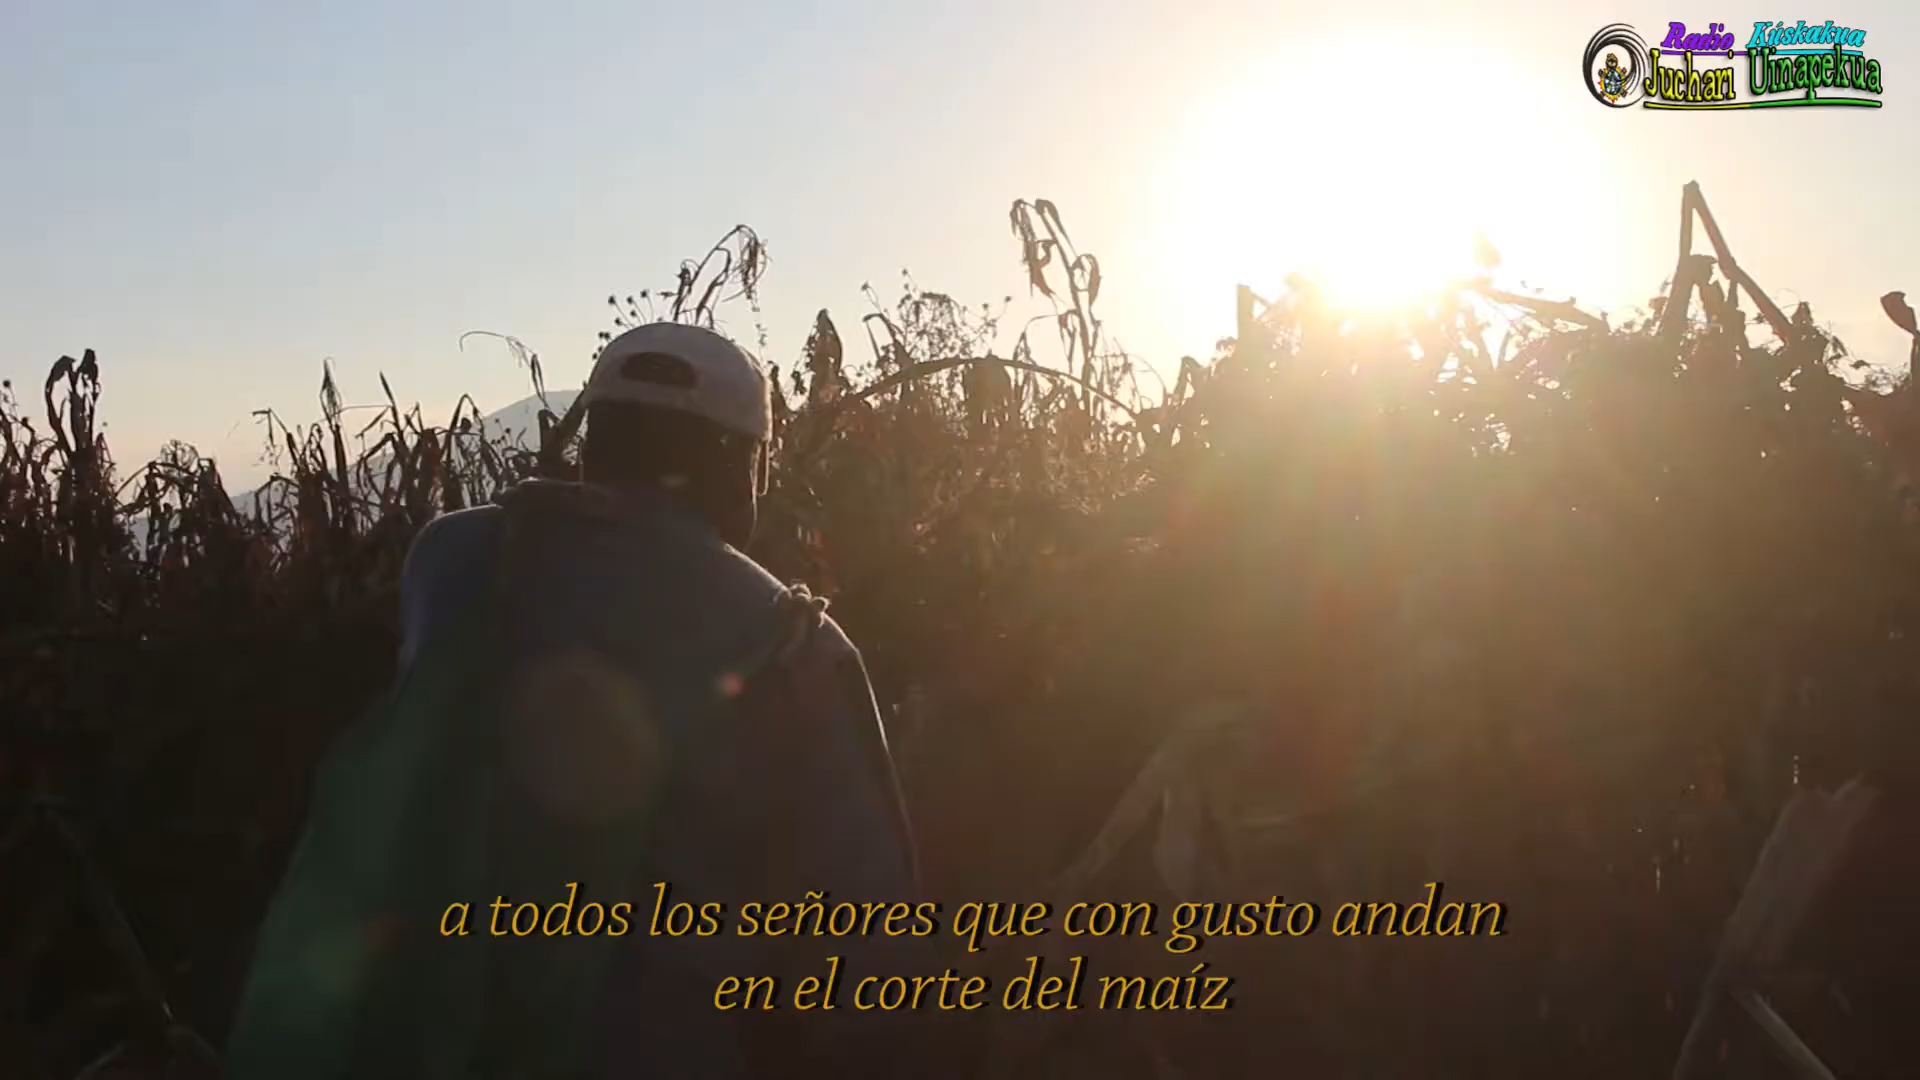 Radio Kúskakua
Juchari Uinapekua
a todos los señores que con gusto andan
en el corte del maíz